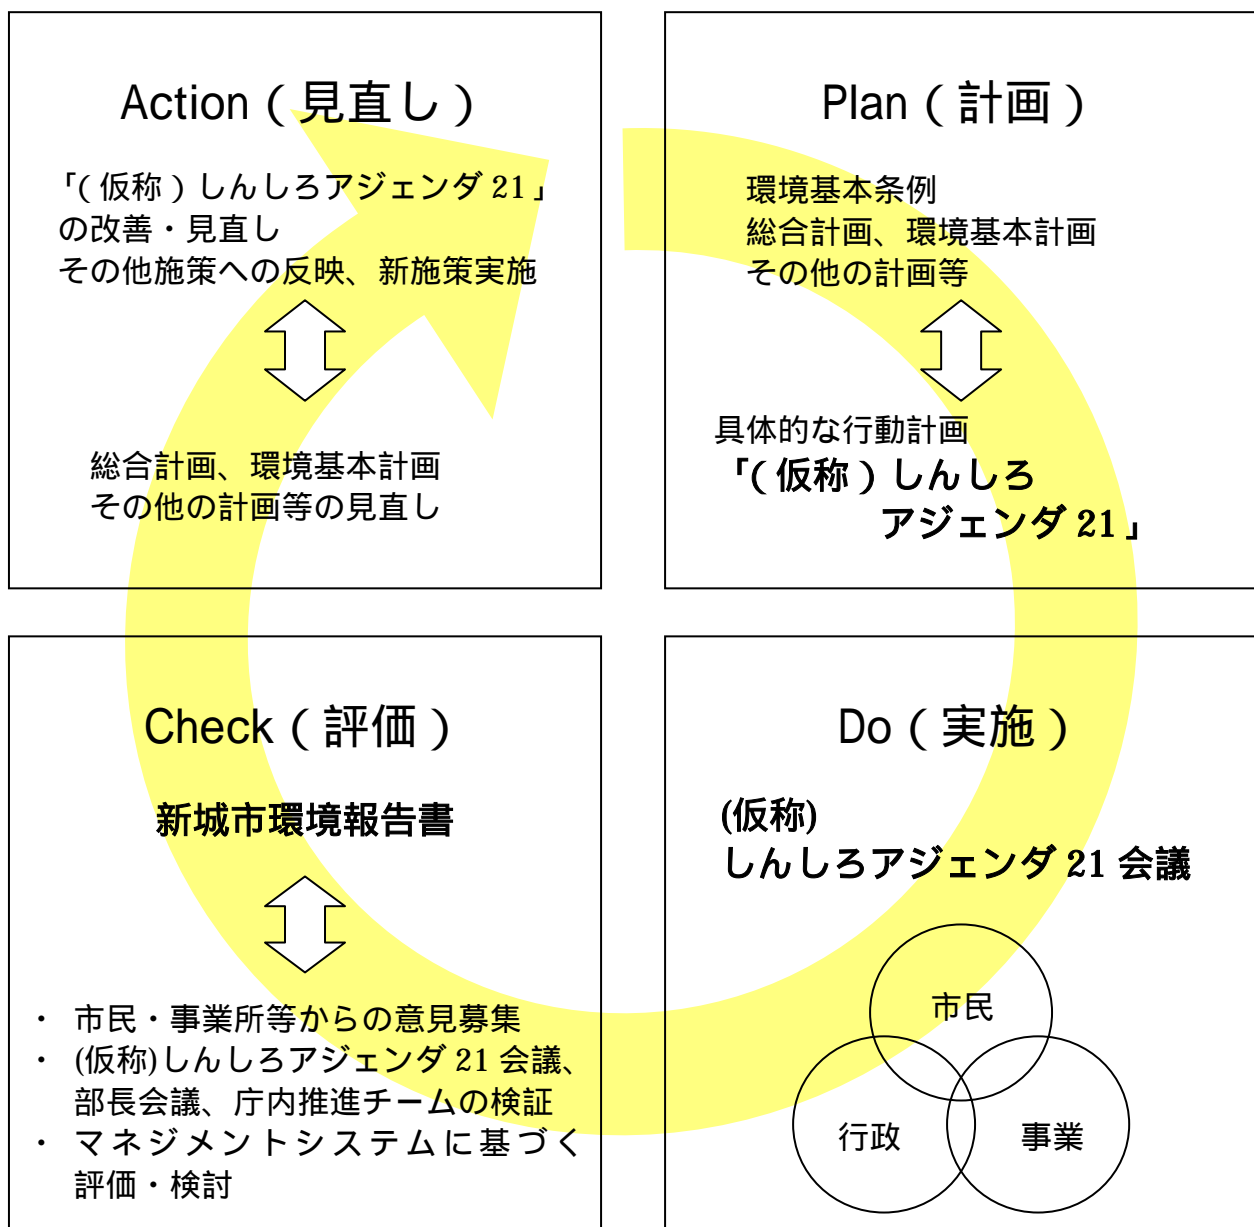 Action（見直し）
「（仮称）しんしろアジェンダ 21」
の改善・見直し
その他施策への反映、新施策実施
総合計画、環境基本計画
その他の計画等の見直し
Plan（計画）
環境基本条例
総合計画、環境基本計画
その他の計画等
具体的な行動計画
「（仮称）しんしろ
アジェンダ 21」
Check（評価）
新城市環境報告書
・ 市民・事業所等からの意見募集
・ (仮称)しんしろアジェンダ 21 会議、
部長会議、庁内推進チームの検証
・ マネジメントシステムに基づく
評価・検討
Do（実施）
(仮称)
しんしろアジェンダ 21 会議
市民
行政
事業